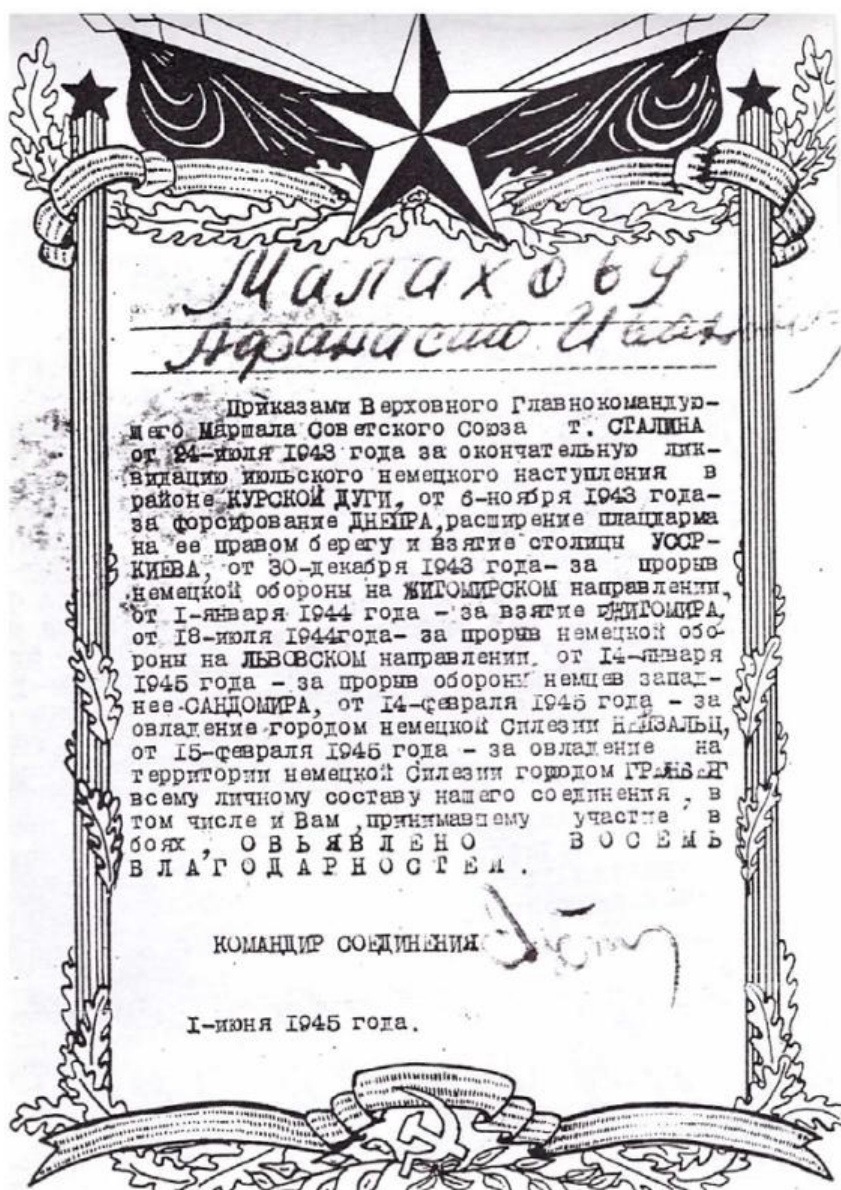 Малахову
Афанасию Иван
Приказами Верховного Главнокомандую-
щего Маршала Советского Союза т. СТАЛИНА
от 24-июля 1943 года за окончательную лик-
видацию июльского немецкого наступления в
районе КУРСКОЙ ДУГИ, от 6-ноября 1943 года-
за форсирование ДНЕПРА, расширение плацдарма
на ее правом берегу и взятие столицы УССР-
КИЕВА, от 30-декабря 1943 года- за прорыв
немецкой обороны на ЖИТОМИРСКОМ направлении,
от I-января 1944 года - за взятие ЖИТОМИРА,
от 18-июля 1944года- за прорыв немецкой обо-
роны на ЛЬВОВСКОМ направлении, от 14-января
1945 года - за прорыв обороны немцев запад-
нее САНДОМИРА, от 14-февраля 1945 года - за
овладение городом немецкой Силезии НЕЙЗАЛЬЦ,
от 15-февраля 1945 года - за овладение на
территории немецкой Силезии городом ГРЮНБЕРГ
всему личному составу нашего соединения, в
том числе и Вам, принимавшему участие в
боях, ОВЬЯВЛЕНО ВОСЕМЬ
БЛАГОДАРНОСТЕЙ.
КОМАНДИР СОЕДИНЕНИЯ
I-июня 1945 года.